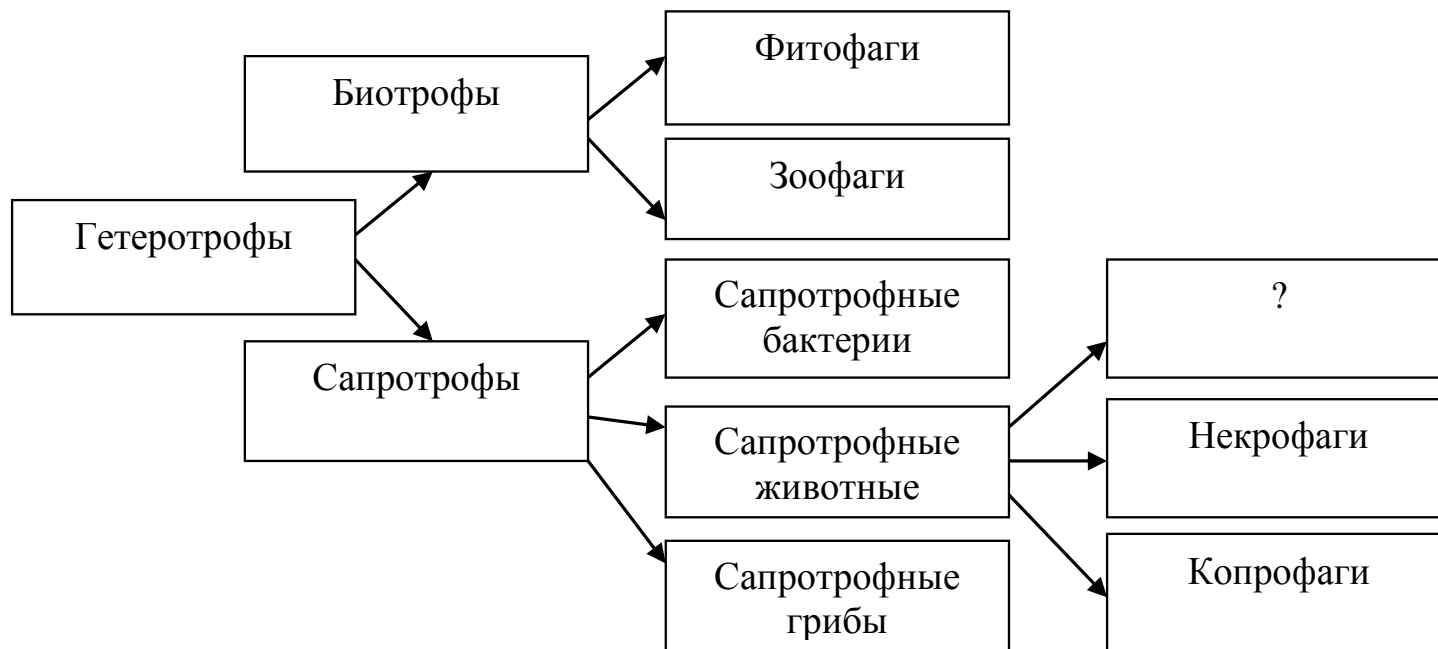 Гетеротрофы
Биотрофы
Сапротрофы
Фитофаги
Зоофаги
Сапротрофные
бактерии
Сапротрофные
животные
Сапротрофные
грибы
?
Некрофаги
Копрофаги